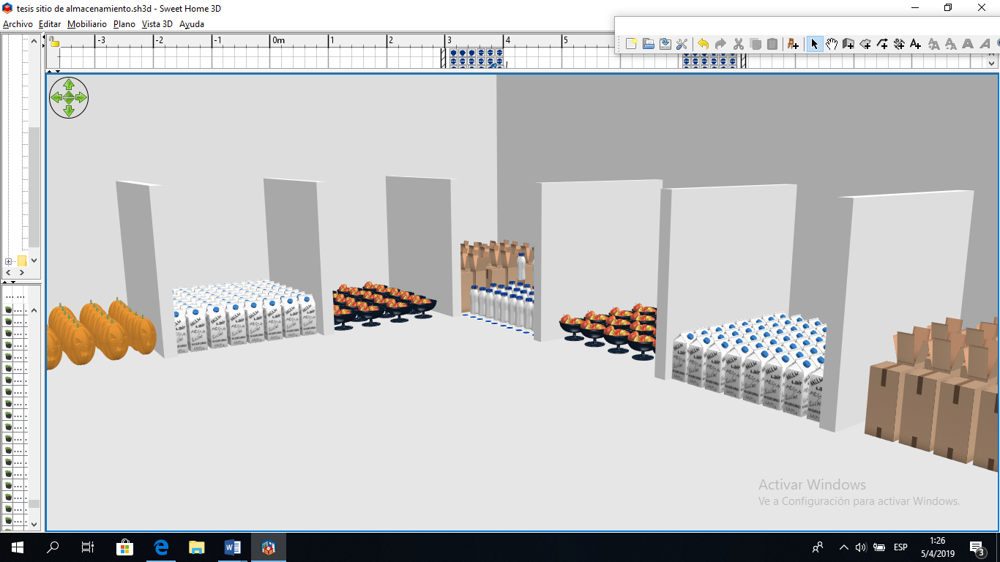 tesis sitio de almacenamiento.sh3d - Sweet Home 3D
Archivo Editar Mobiliario Plano Vista 3D Ayuda
-3 -2 -1 0m 1 2 3 4 5
Activar Windows
Ve a Configuración para activar Windows.
ESP
1:26
5/4/2019
3